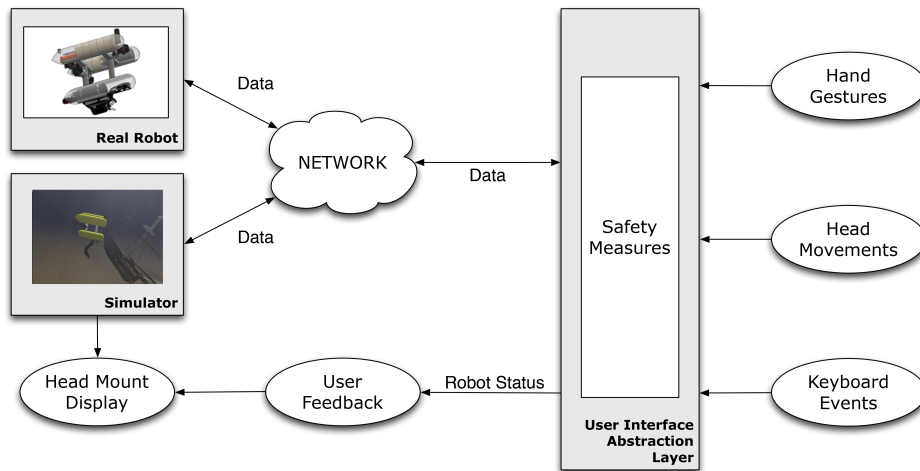 Real Robot
Data
NETWORK
Data
Data
Simulator
Head Mount
Display
User
Feedback
Robot Status
Safety
Measures
User Interface
Abstraction
Layer
Hand
Gestures
Head
Movements
Keyboard
Events